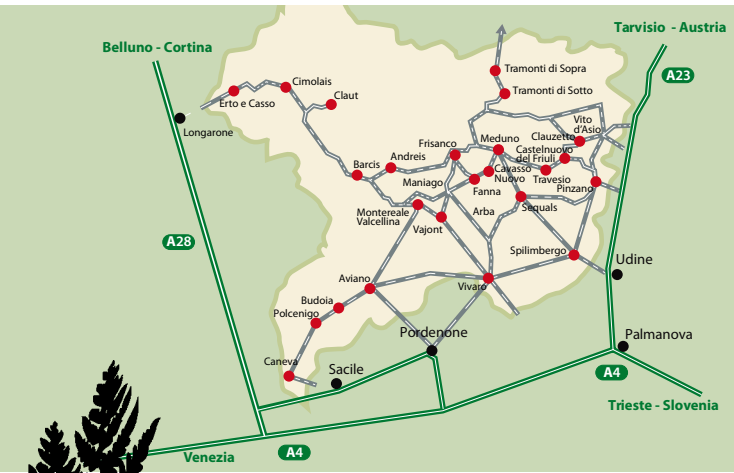 Tarvisio - Austria
Belluno - Cortina
Tramonti di Sopra
A23
Cimolais
Claut
Tramonti di Sotto
Erto e Casso
Vito
d'Asio
Longarone
Clauzetto
Meduno
Frisanco
Castelnuovo
del Friuli
Andreis
Barcis
Cavasso
Nuovo
Travesio
Maniago
Fanna
Pinzano
Montereale
Valcellina
Arba
Sequals
Vajont
A28
Spilimbergo
Udine
Aviano
Vivaro
Budoia
Polcenigo
Pordenone
Palmanova
Caneva
Sacile
A4
Trieste - Slovenia
Venezia
A4